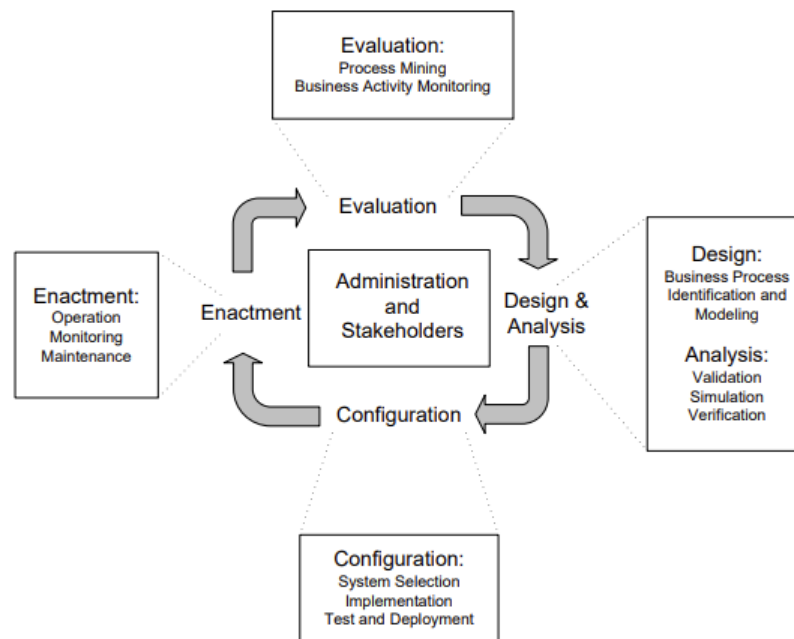 Evaluation:
Process Mining
Business Activity Monitoring
Evaluation
Design:
Business Process
Identification and
Modeling
Analysis:
Validation
Simulation
Verification
Enactment:
Operation
Monitoring
Maintenance
Enactment
Administration
and
Stakeholders
Design &
Analysis
Configuration
Configuration:
System Selection
Implementation
Test and Deployment